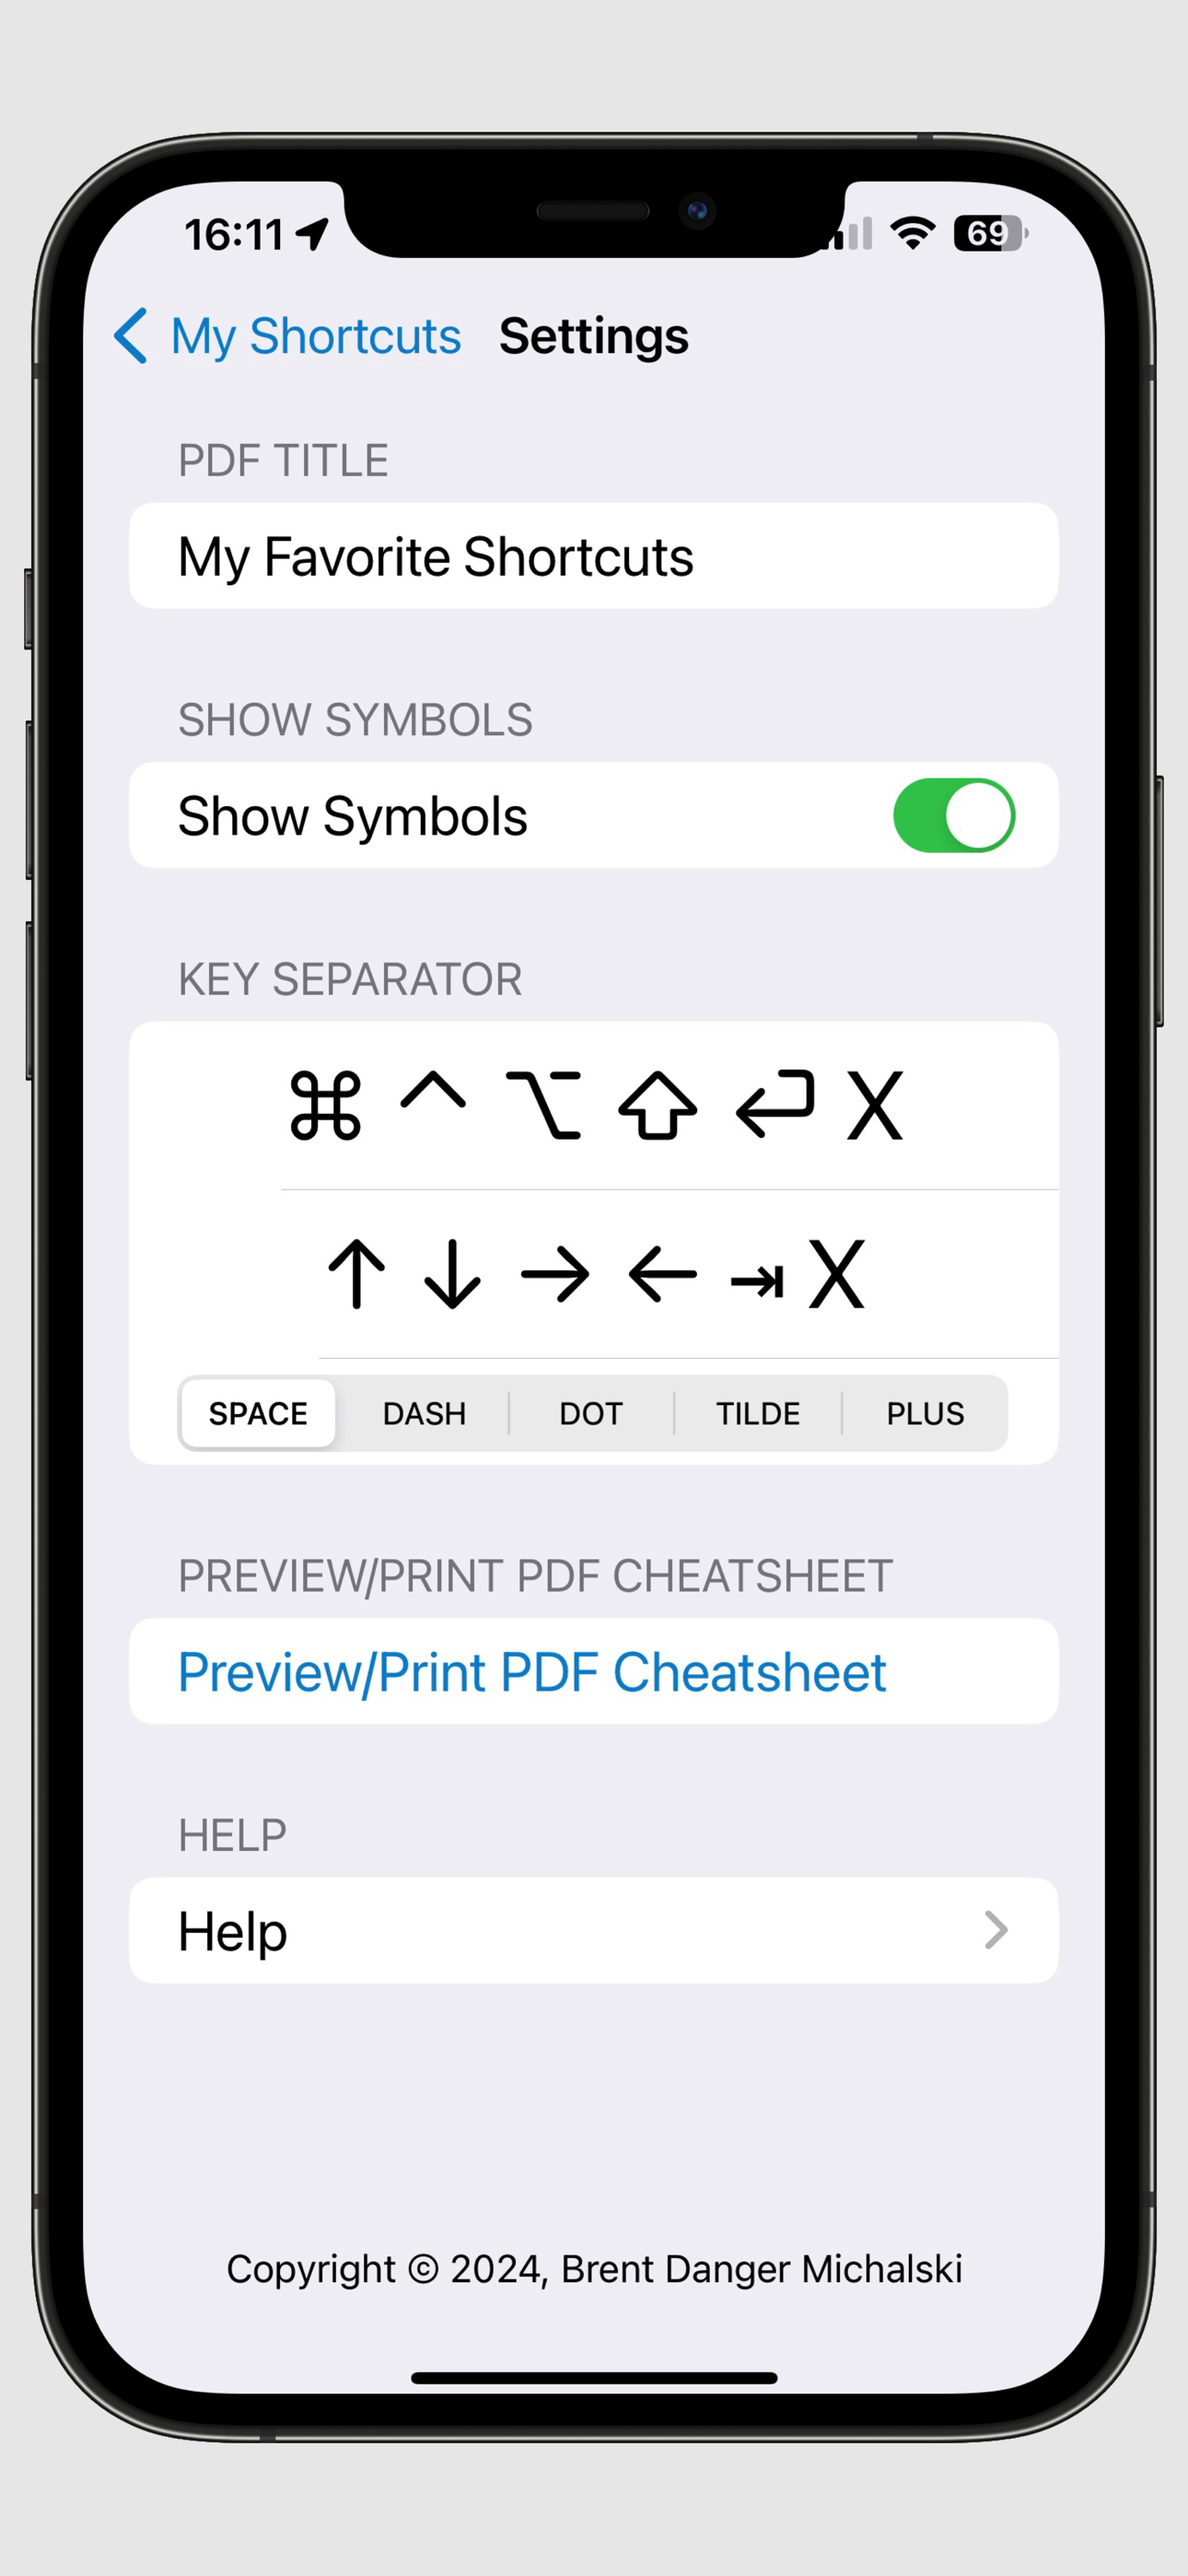 16:11 69
My Shortcuts Settings
PDF TITLE
My Favorite Shortcuts
SHOW SYMBOLS
Show Symbols
KEY SEPARATOR
⌘ ^ ⌥ ⇧ ⏎ X
↑ ↓ → ← ⇥ X
SPACE DASH DOT TILDE PLUS
PREVIEW/PRINT PDF CHEATSHEET
Preview/Print PDF Cheatsheet
HELP
Help
Copyright © 2024, Brent Danger Michalski